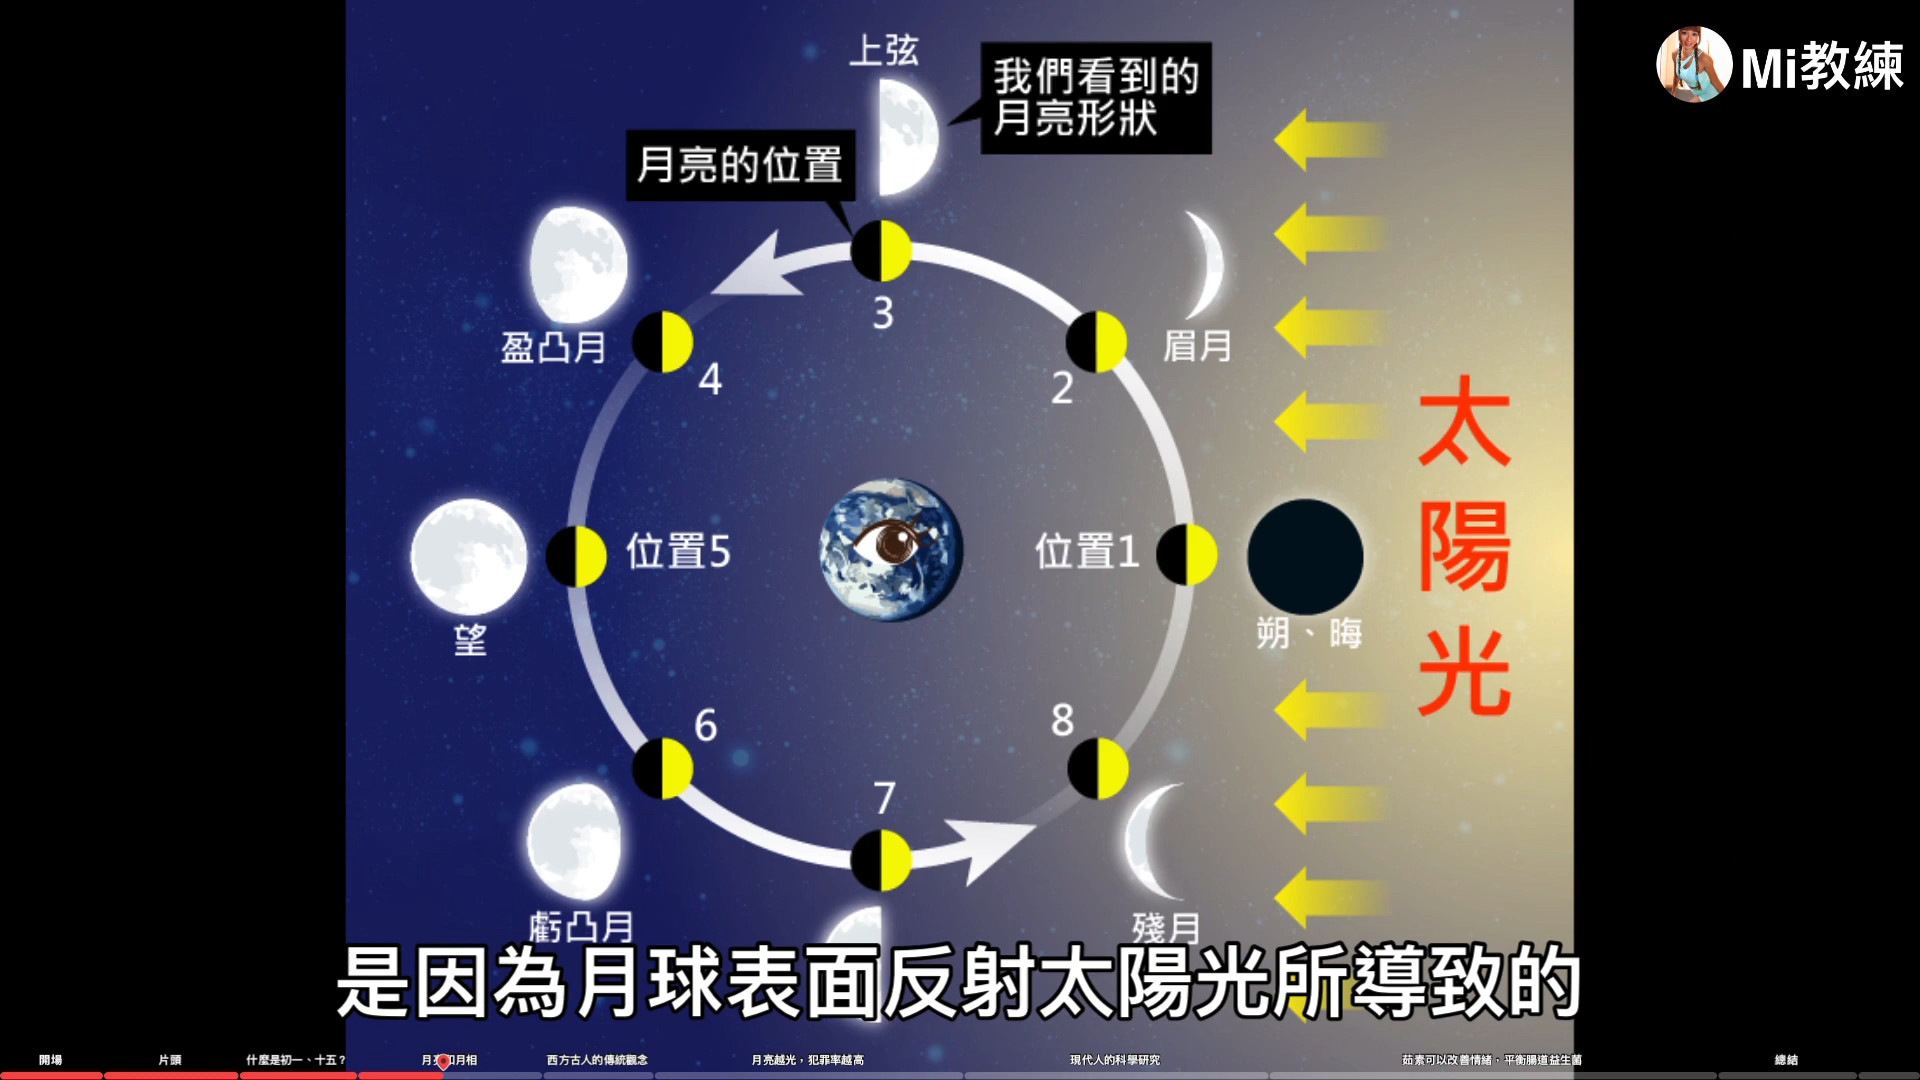 Mi教練
上弦
我們看到的
月亮形狀
月亮的位置
3
盈凸月
4
2
眉月
太
陽
光
望
位置5
位置1
朔、晦
6
8
7
虧凸月
殘月
是因為月球表面反射太陽光所導致的
開場
片頭
什麼是初一、十五？
西方古人的傳統觀念
月亮越光，犯罪率越高
現代人的科學研究
茹素可以改善情緒，平衡腸道益生菌
總結